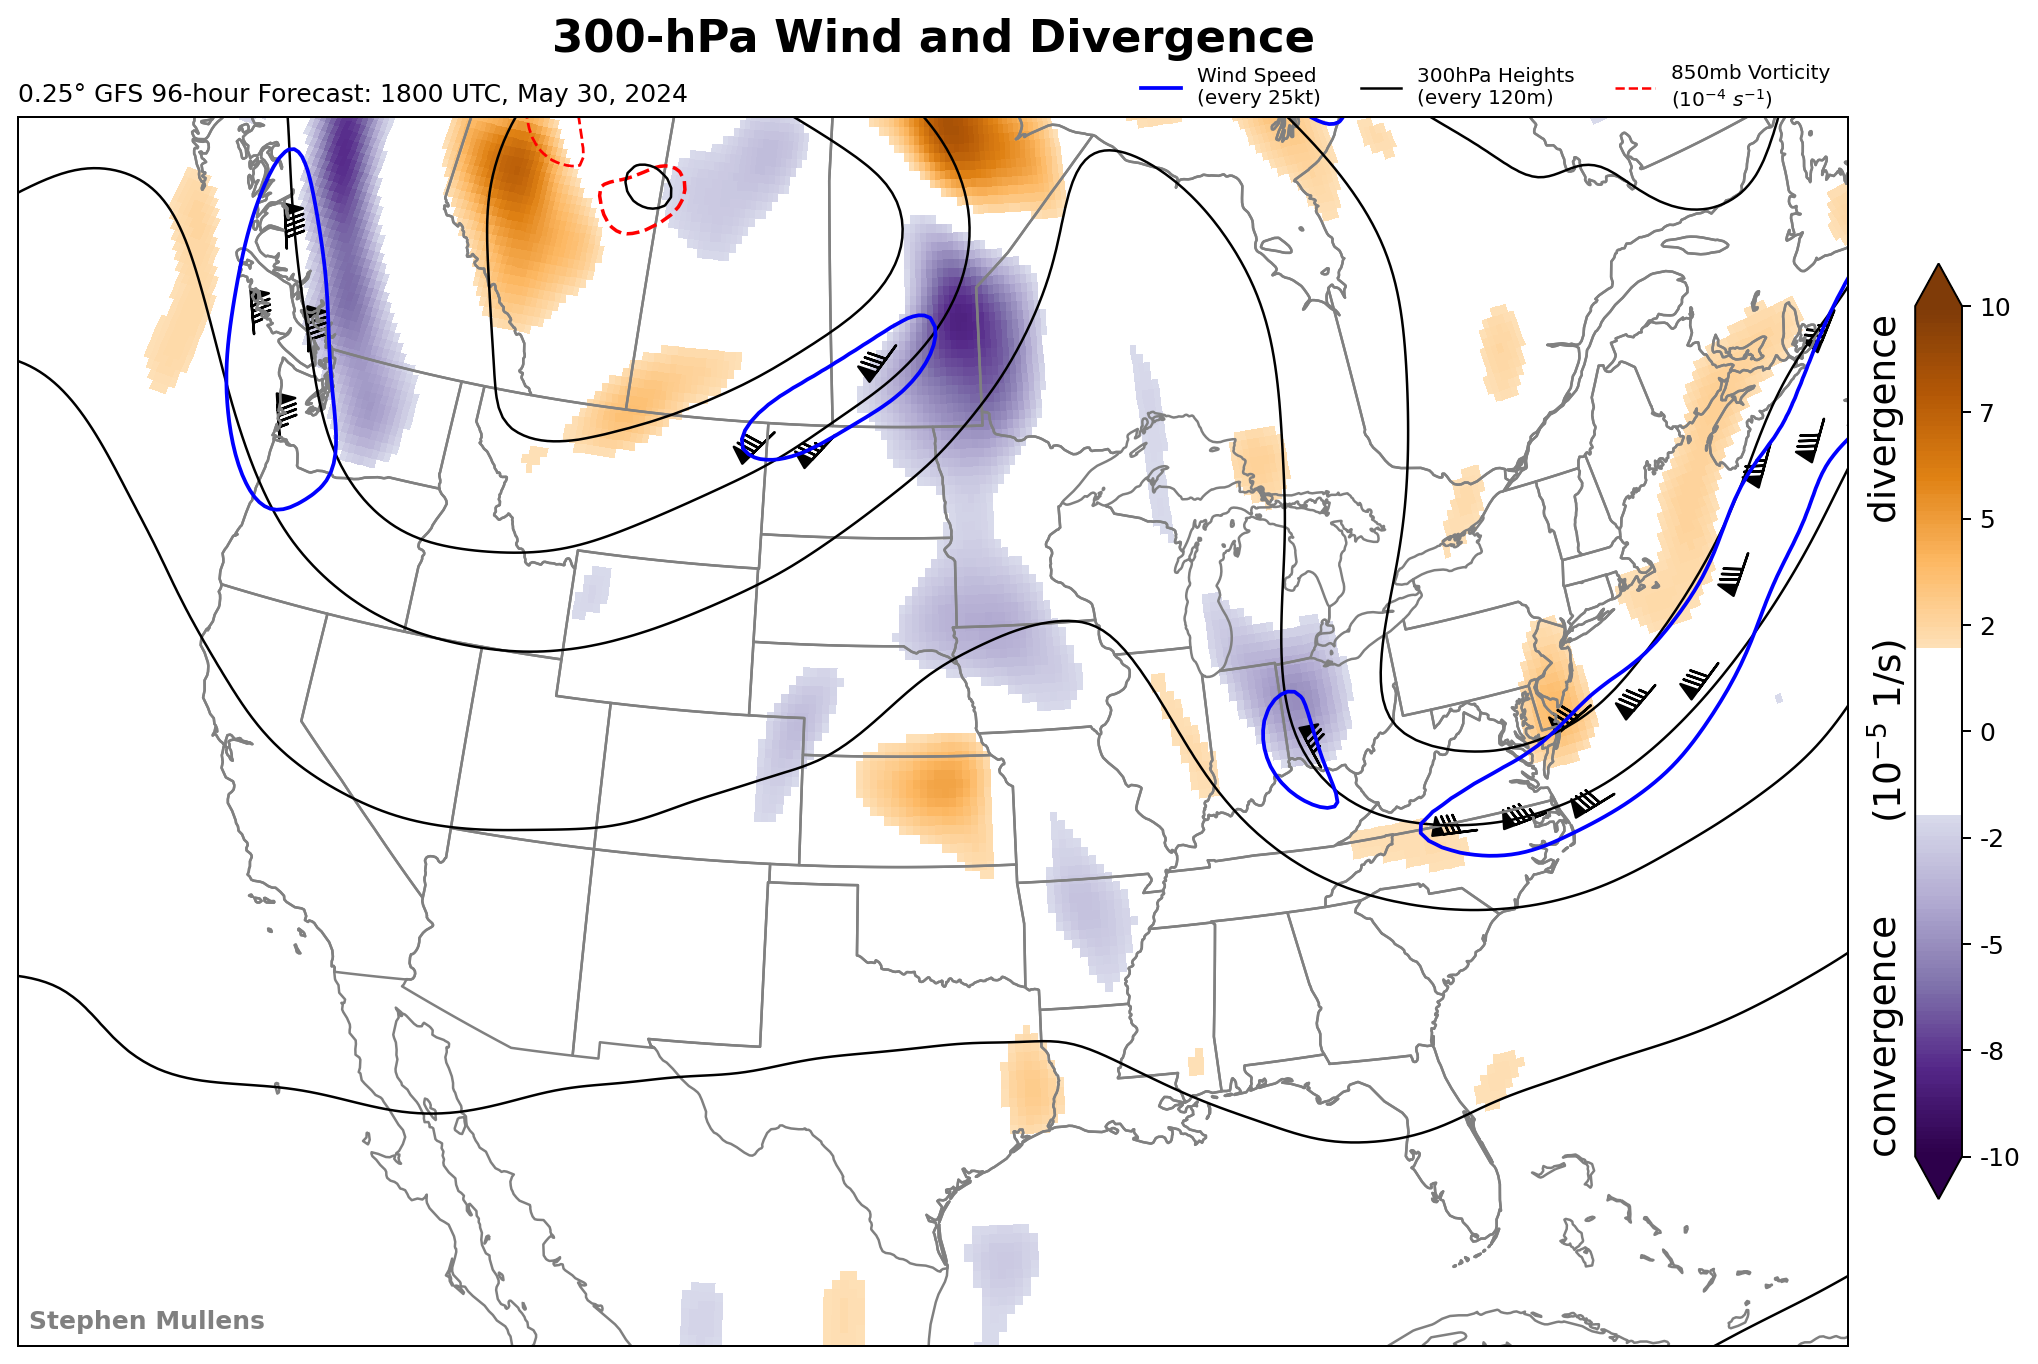 300-hPa Wind and Divergence
0.25° GFS 96-hour Forecast: 1800 UTC, May 30, 2024
Wind Speed
(every 25kt)
300hPa Heights
(every 120m)
850mb Vorticity
(10⁻⁴ s⁻¹)
10
7
5
2
0
-2
-5
-8
-10
convergence (10⁻⁵ 1/s) divergence
Stephen Mullens